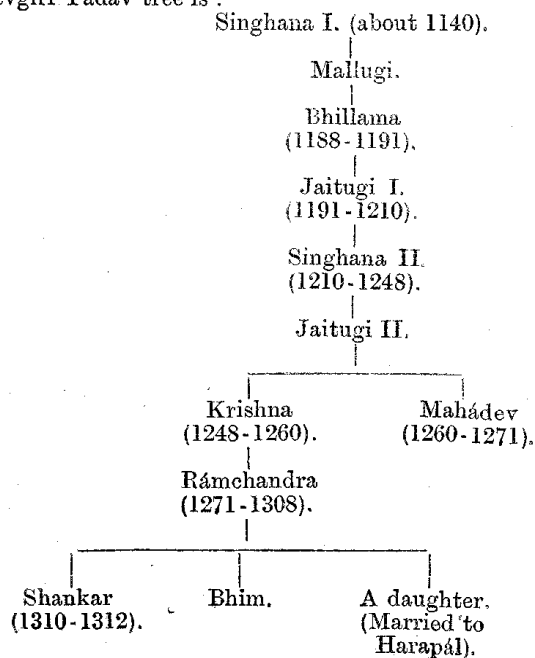 evgiri Yadav tree is :
Singhana I. (about 1140).
Mallugi.
Bhillama
(1188-1191).
Jaitugi I.
(1191-1210).
Singhana II.
(1210-1248).
Jaitugi II.
Krishna Mahádev
(1248-1260). (1260-1271).
Rámchandra
(1271-1308).
Shankar Bhim. A daughter.
(1310-1312). (Married to
Harapál).